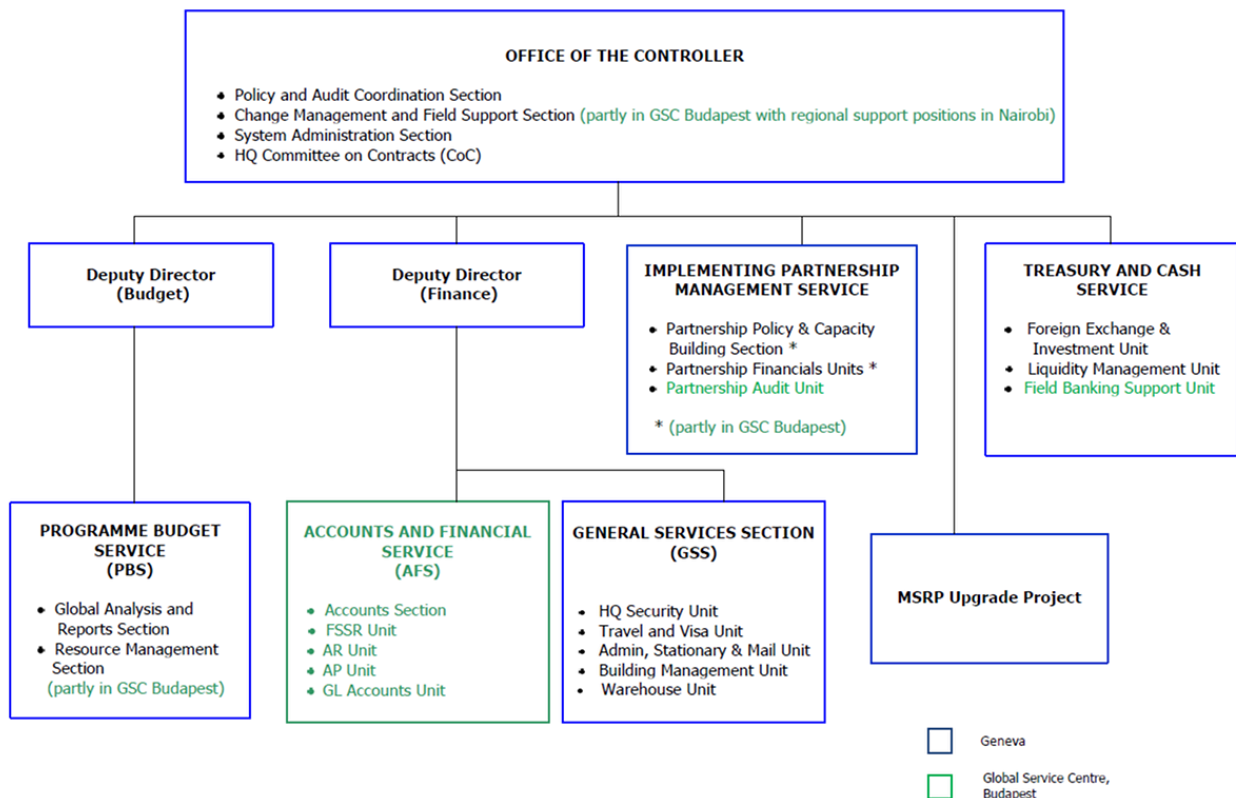 OFFICE OF THE CONTROLLER
• Policy and Audit Coordination Section
• Change Management and Field Support Section (partly in GSC Budapest with regional support positions in Nairobi)
• System Administration Section
• HQ Committee on Contracts (CoC)
Deputy Director
(Budget)
Deputy Director
(Finance)
IMPLEMENTING PARTNERSHIP
MANAGEMENT SERVICE
• Partnership Policy & Capacity
Building Section *
• Partnership Financials Units *
• Partnership Audit Unit
* (partly in GSC Budapest)
TREASURY AND CASH
SERVICE
• Foreign Exchange &
Investment Unit
• Liquidity Management Unit
• Field Banking Support Unit
PROGRAMME BUDGET
SERVICE
(PBS)
• Global Analysis and
Reports Section
• Resource Management
Section
(partly in GSC Budapest)
ACCOUNTS AND FINANCIAL
SERVICE
(AFS)
• Accounts Section
• FSSR Unit
• AR Unit
• AP Unit
• GL Accounts Unit
GENERAL SERVICES SECTION
(GSS)
• HQ Security Unit
• Travel and Visa Unit
• Admin, Stationary & Mail Unit
• Building Management Unit
• Warehouse Unit
MSRP Upgrade Project
Geneva
Global Service Centre,
Budapest